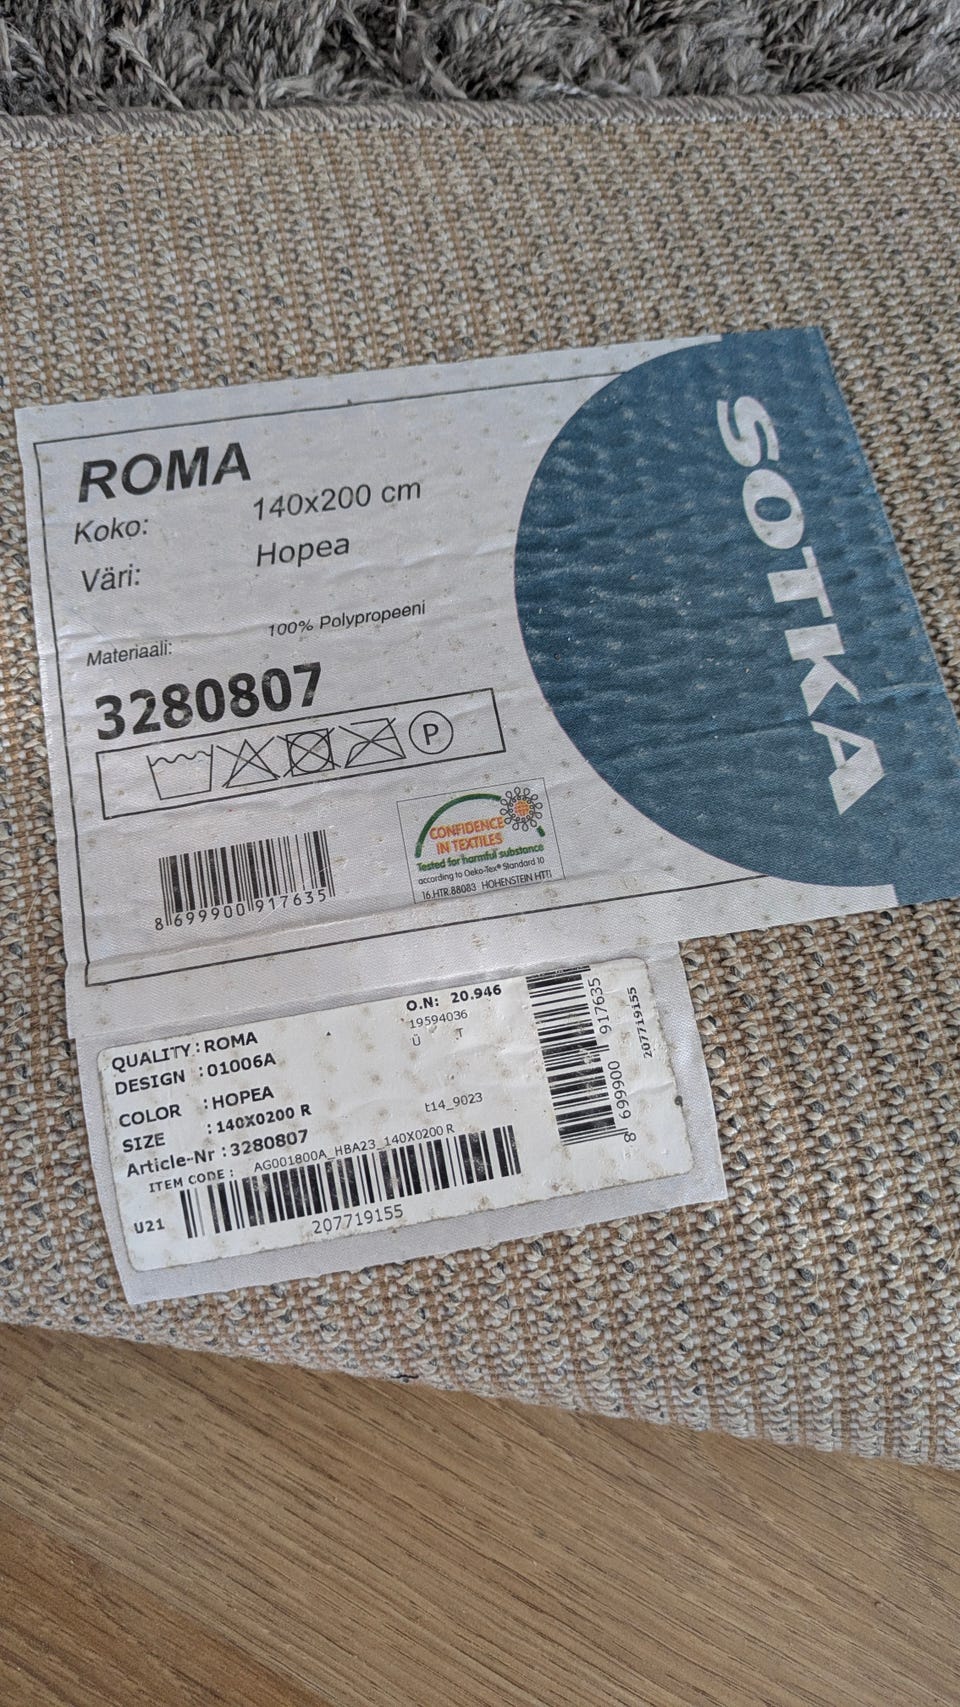 ROMA
Koko: 140x200 cm
Väri: Hopea
Materiaali: 100% Polypropeeni
3280807
P
CONFIDENCE
IN TEXTILES
Tested for harmful substance
according to Oeko-Tex® Standard 10
16.HTR.88083 HOHENSTEIN HTTI
8 699900 917635
SOTKA
QUALITY : ROMA
DESIGN : 01006A
COLOR : HOPEA
SIZE : 140X0200 R
Article-Nr : 3280807
ITEM CODE : AG001800A_HBA23_140X0200 R
U21
207719155
O.N: 20.946
19594036
Ü T
t14_9023
8 699900 917635
207719155